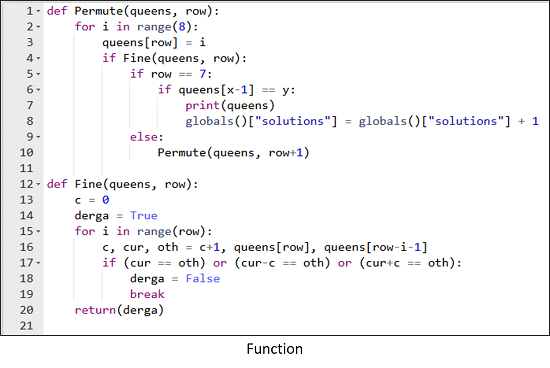 1 def Permute(queens, row):
2     for i in range(8):
3         queens[row] = i
4         if Fine(queens, row):
5             if row == 7:
6                 if queens[x-1] == y:
7                     print(queens)
8                     globals()["solutions"] = globals()["solutions"] + 1
9             else:
10                 Permute(queens, row+1)
11
12 def Fine(queens, row):
13     c = 0
14     derga = True
15     for i in range(row):
16         c, cur, oth = c+1, queens[row], queens[row-i-1]
17         if (cur == oth) or (cur-c == oth) or (cur+c == oth):
18             derga = False
19             break
20     return(derga)
21
Function